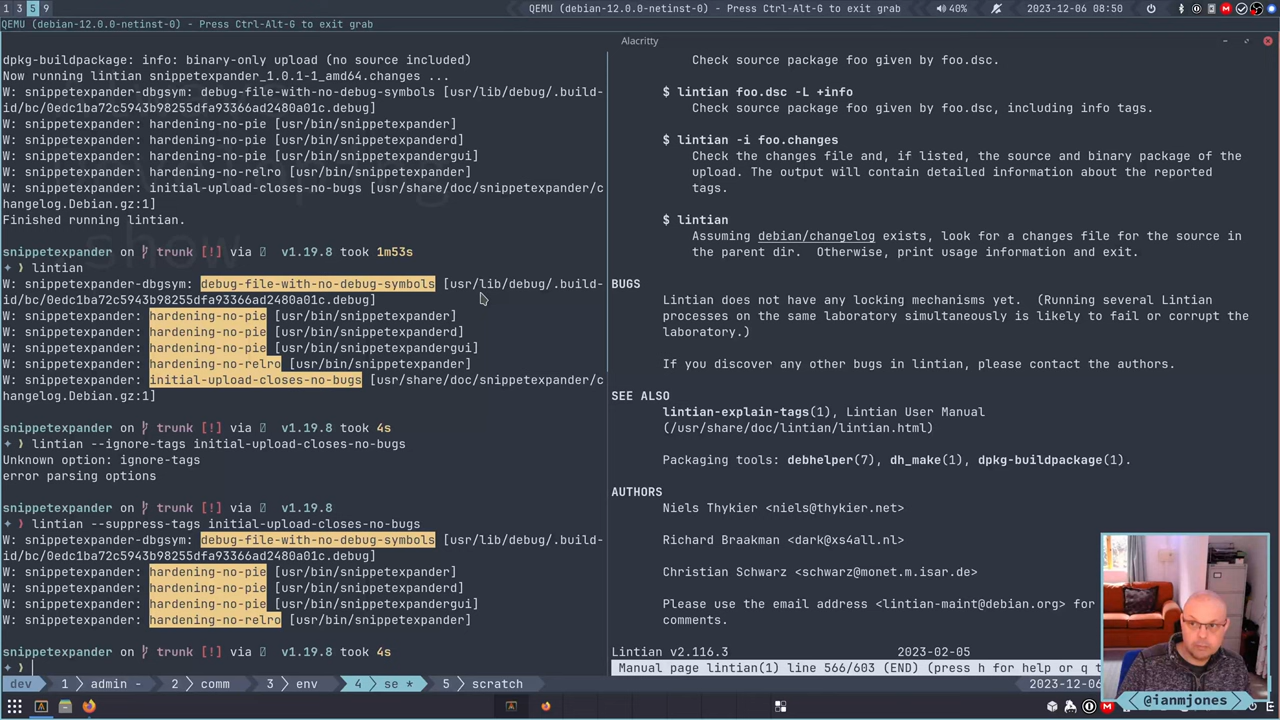 1 3 5 9
QEMU (debian-12.0.0-netinst-0) - Press Ctrl-Alt-G to exit grab
40%
2023-12-06 08:50
QEMU (debian-12.0.0-netinst-0) - Press Ctrl-Alt-G to exit grab
Alacritty
dpkg-buildpackage: info: binary-only upload (no source included)
Now running lintian snippetexpander_1.0.1-1_amd64.changes ...
W: snippetexpander-dbgsym: debug-file-with-no-debug-symbols [usr/lib/debug/.build-
id/bc/0edc1ba72c5943b98255dfa93366ad2480a01c.debug]
W: snippetexpander: hardening-no-pie [usr/bin/snippetexpander]
W: snippetexpander: hardening-no-pie [usr/bin/snippetexpanderd]
W: snippetexpander: hardening-no-pie [usr/bin/snippetexpandergui]
W: snippetexpander: hardening-no-relro [usr/bin/snippetexpander]
W: snippetexpander: initial-upload-closes-no-bugs [usr/share/doc/snippetexpander/c
hangelog.Debian.gz:1]
Finished running lintian.
snippetexpander on trunk [!] via v1.19.8 took 1m53s
❯ lintian
W: snippetexpander-dbgsym: debug-file-with-no-debug-symbols [usr/lib/debug/.build-
id/bc/0edc1ba72c5943b98255dfa93366ad2480a01c.debug]
W: snippetexpander: hardening-no-pie [usr/bin/snippetexpander]
W: snippetexpander: hardening-no-pie [usr/bin/snippetexpanderd]
W: snippetexpander: hardening-no-pie [usr/bin/snippetexpandergui]
W: snippetexpander: hardening-no-relro [usr/bin/snippetexpander]
W: snippetexpander: initial-upload-closes-no-bugs [usr/share/doc/snippetexpander/c
hangelog.Debian.gz:1]
snippetexpander on trunk [!] via v1.19.8 took 4s
❯ lintian --ignore-tags initial-upload-closes-no-bugs
Unknown option: ignore-tags
error parsing options
snippetexpander on trunk [!] via v1.19.8
❯ lintian --suppress-tags initial-upload-closes-no-bugs
W: snippetexpander-dbgsym: debug-file-with-no-debug-symbols [usr/lib/debug/.build-
id/bc/0edc1ba72c5943b98255dfa93366ad2480a01c.debug]
W: snippetexpander: hardening-no-pie [usr/bin/snippetexpander]
W: snippetexpander: hardening-no-pie [usr/bin/snippetexpanderd]
W: snippetexpander: hardening-no-pie [usr/bin/snippetexpandergui]
W: snippetexpander: hardening-no-relro [usr/bin/snippetexpander]
snippetexpander on trunk [!] via v1.19.8 took 4s
❯
Check source package foo given by foo.dsc.
$ lintian foo.dsc -L +info
Check source package foo given by foo.dsc, including info tags.
$ lintian -i foo.changes
Check the changes file and, if listed, the source and binary package of the
upload. The output will contain detailed information about the reported
tags.
$ lintian
Assuming debian/changelog exists, look for a changes file for the source in
the parent dir. Otherwise, print usage information and exit.
BUGS
Lintian does not have any locking mechanisms yet. (Running several Lintian
processes on the same laboratory simultaneously is likely to fail or corrupt the
laboratory.)
If you discover any other bugs in lintian, please contact the authors.
SEE ALSO
lintian-explain-tags(1), Lintian User Manual
(/usr/share/doc/lintian/lintian.html)
Packaging tools: debhelper(7), dh_make(1), dpkg-buildpackage(1).
AUTHORS
Niels Thykier <niels@thykier.net>
Richard Braakman <dark@xs4all.nl>
Christian Schwarz <schwarz@monet.m.isar.de>
Please use the email address <lintian-maint@debian.org> for
comments.
Lintian v2.116.3 2023-02-05
Manual page lintian(1) line 566/603 (END) (press h for help or q t
dev 1 admin - 2 comm 3 env 4 se * 5 scratch
2023-12-06
@ianmjones